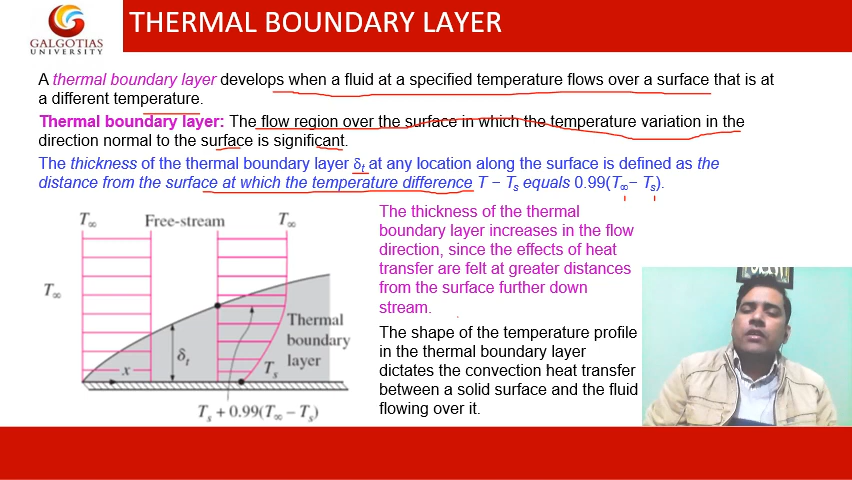 GALGOTIAS
UNIVERSITY
THERMAL BOUNDARY LAYER
A thermal boundary layer develops when a fluid at a specified temperature flows over a surface that is at
a different temperature.
Thermal boundary layer: The flow region over the surface in which the temperature variation in the
direction normal to the surface is significant.
The thickness of the thermal boundary layer δt at any location along the surface is defined as the
distance from the surface at which the temperature difference T − Ts equals 0.99(T∞− Ts).
T∞ Free-stream T∞
T∞
Thermal
boundary
layer
δt
x
Ts
Ts + 0.99(T∞ − Ts)
The thickness of the thermal
boundary layer increases in the flow
direction, since the effects of heat
transfer are felt at greater distances
from the surface further down
stream.
The shape of the temperature profile
in the thermal boundary layer
dictates the convection heat transfer
between a solid surface and the fluid
flowing over it.